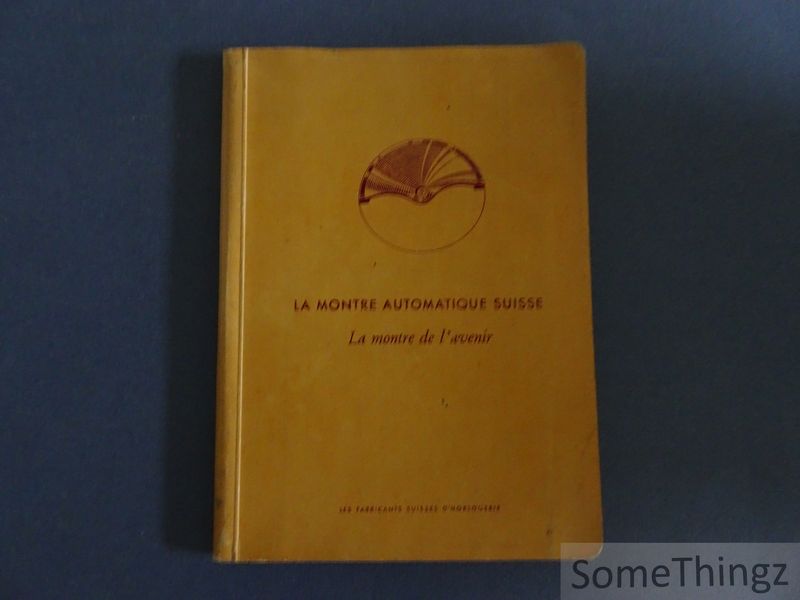 LA MONTRE AUTOMATIQUE SUISSE
La montre de l'avenir
LES FABRICANTS SUISSES D'HORLOGERIE
SomeThingz